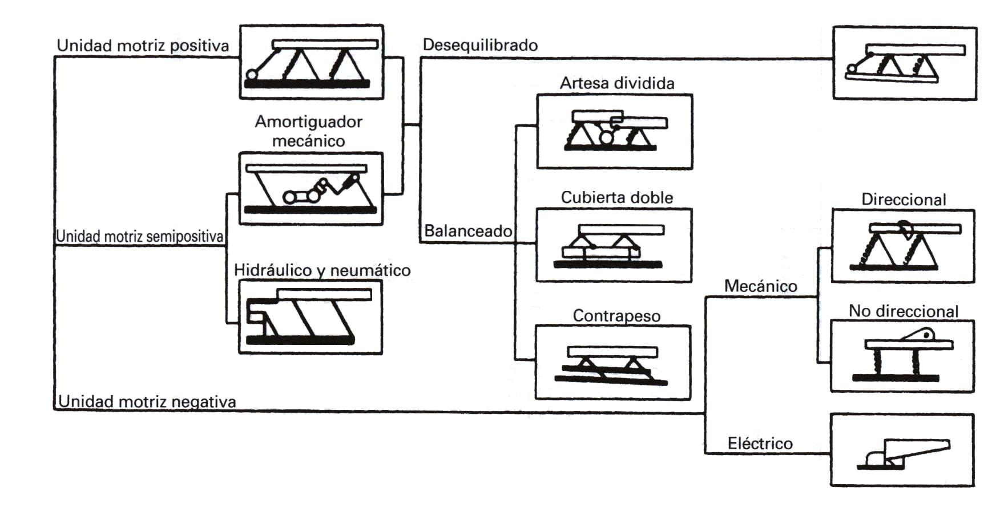 Unidad motriz positiva
Desequilibrado
Artesa dividida
Amortiguador
mecánico
Cubierta doble
Direccional
Balanceado
Unidad motriz semipositiva
Hidráulico y neumático
Mecánico
No direccional
Contrapeso
Unidad motriz negativa
Eléctrico